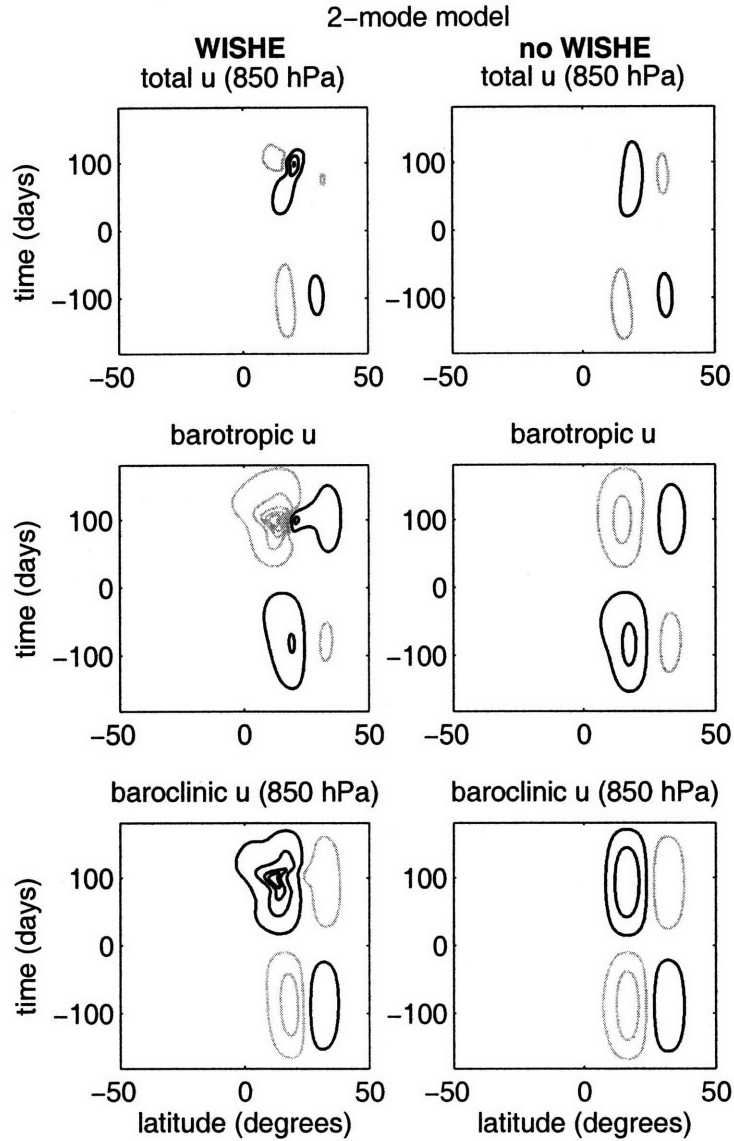 2-mode model
WISHE no WISHE
total u (850 hPa) total u (850 hPa)
time (days)
100
0
−100
−50 0 50
100
0
−100
−50 0 50
barotropic u barotropic u
time (days)
100
0
−100
−50 0 50
100
0
−100
−50 0 50
baroclinic u (850 hPa) baroclinic u (850 hPa)
time (days)
100
0
−100
−50 0 50
latitude (degrees)
100
0
−100
−50 0 50
latitude (degrees)